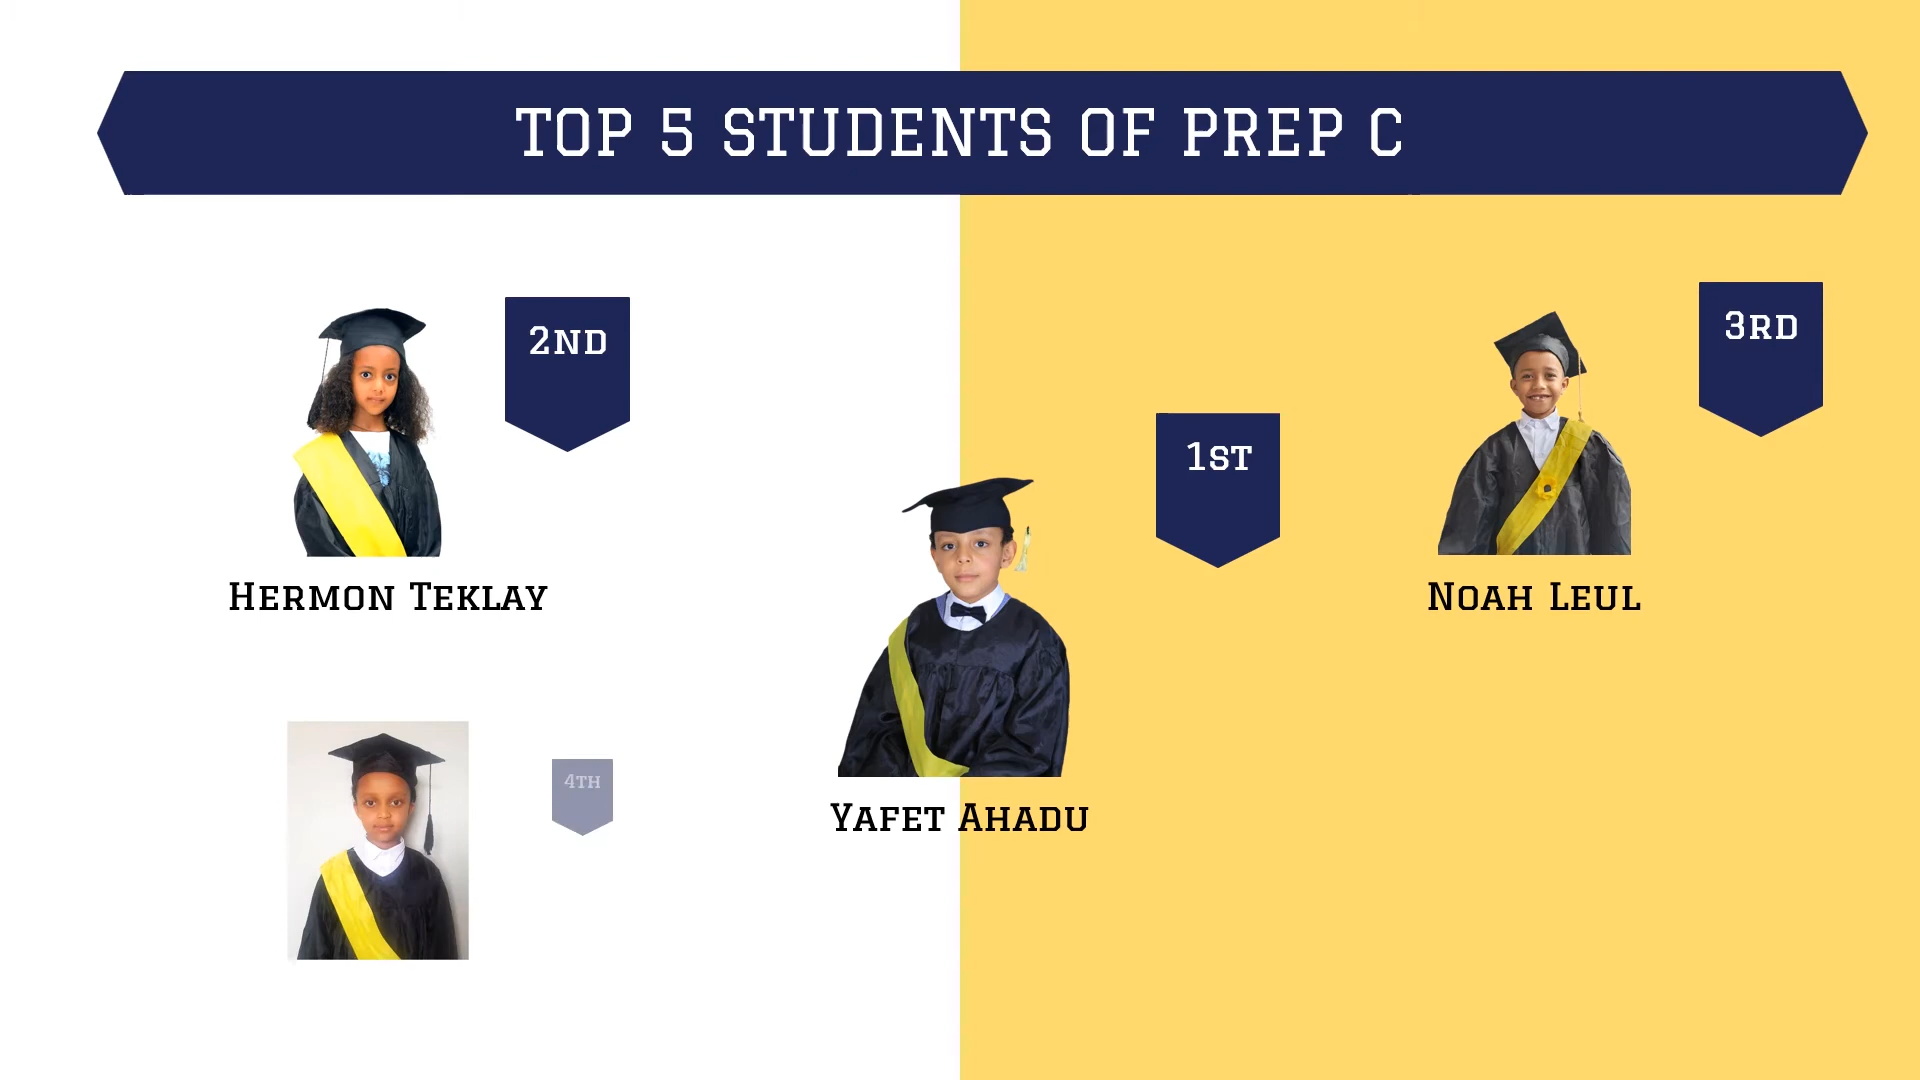 TOP 5 STUDENTS OF PREP C
2ND
Hermon Teklay
1ST
Yafet Ahadu
3RD
Noah Leul
4TH